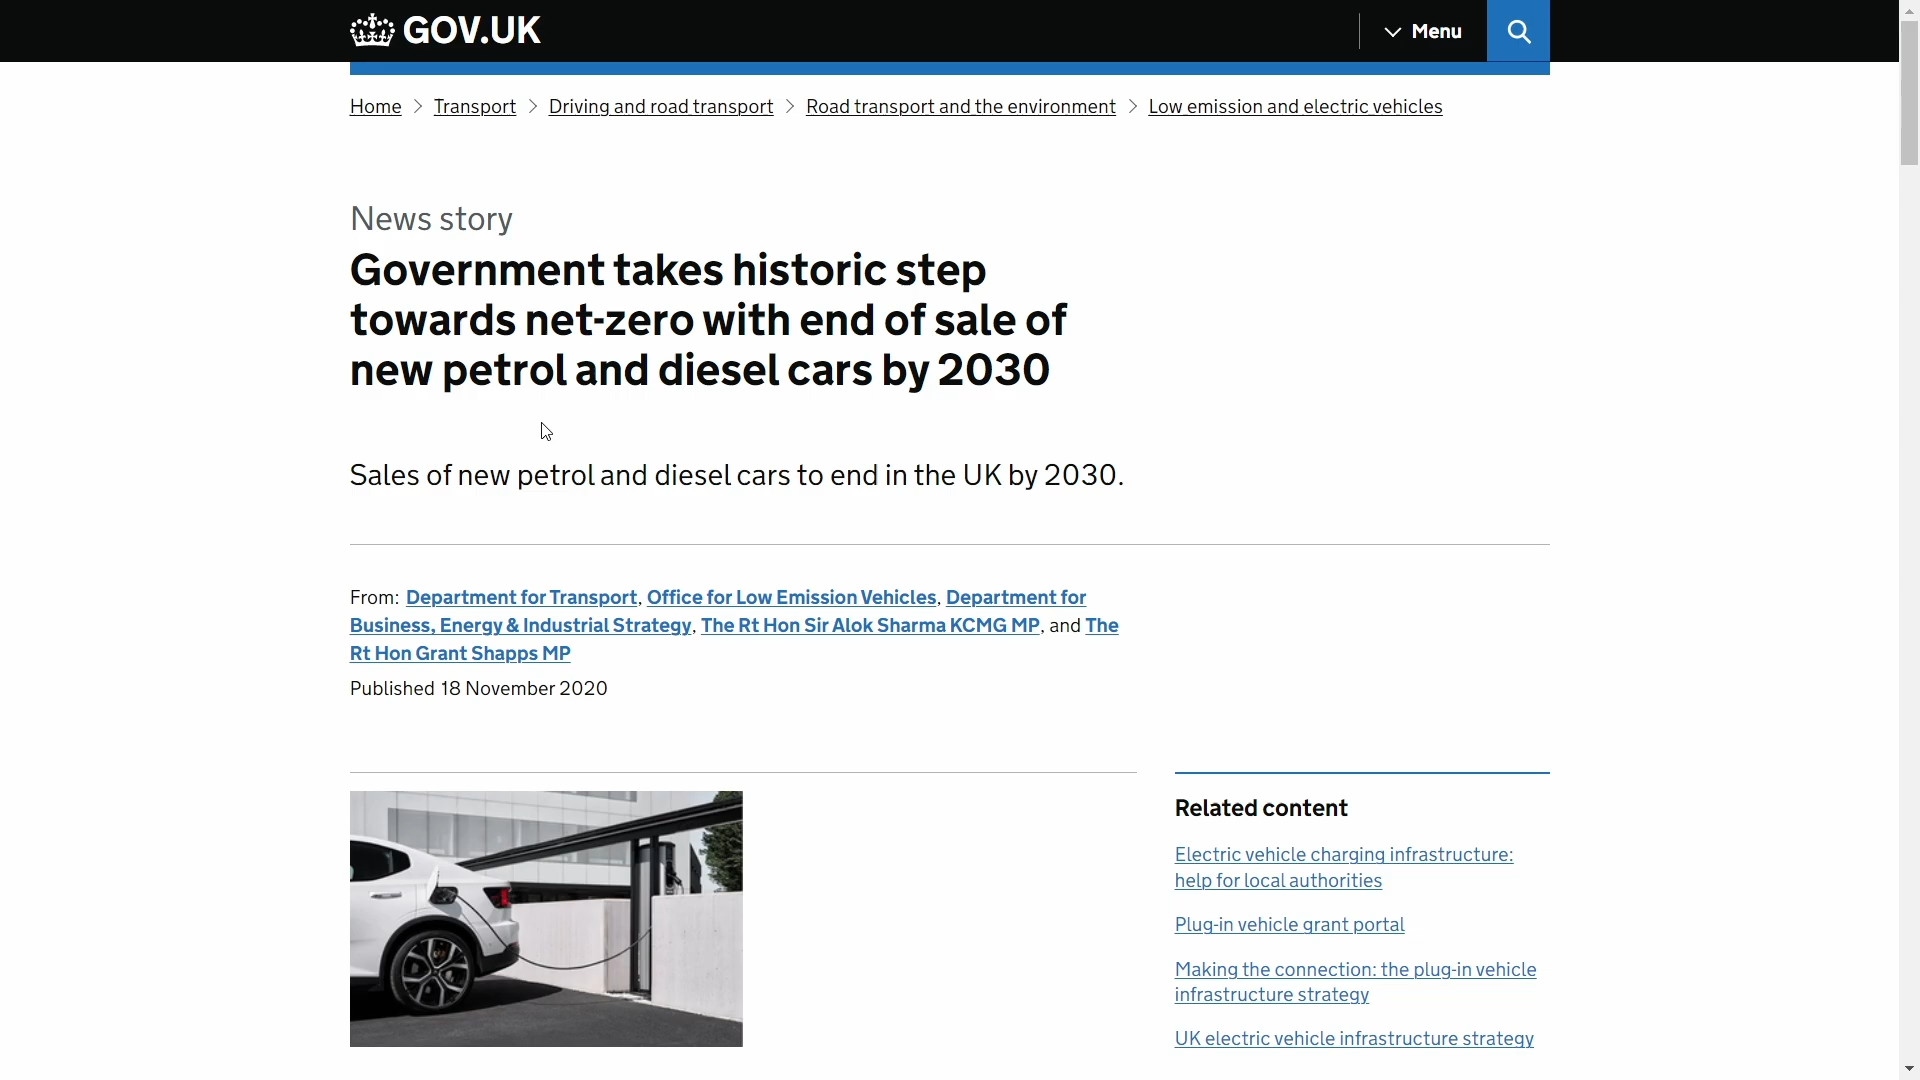 GOV.UK
Menu
Home > Transport > Driving and road transport > Road transport and the environment > Low emission and electric vehicles
News story
Government takes historic step
towards net-zero with end of sale of
new petrol and diesel cars by 2030
Sales of new petrol and diesel cars to end in the UK by 2030.
From: Department for Transport, Office for Low Emission Vehicles, Department for
Business, Energy & Industrial Strategy, The Rt Hon Sir Alok Sharma KCMG MP, and The
Rt Hon Grant Shapps MP
Published 18 November 2020
Related content
Electric vehicle charging infrastructure:
help for local authorities
Plug-in vehicle grant portal
Making the connection: the plug-in vehicle
infrastructure strategy
UK electric vehicle infrastructure strategy